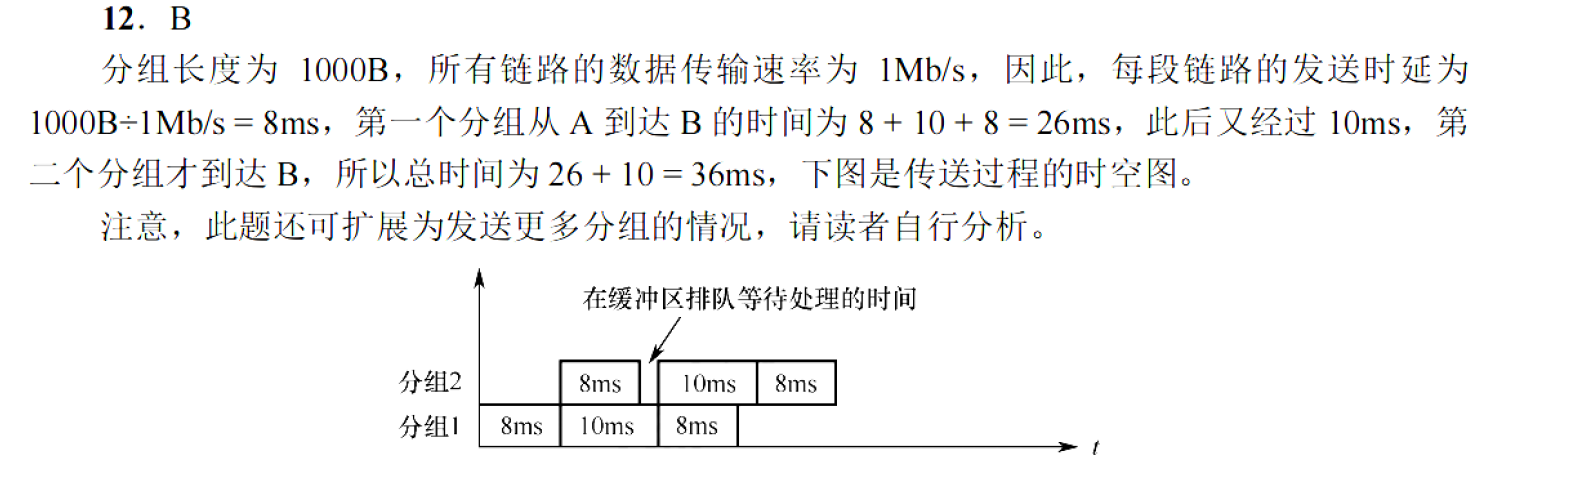 12. B
分组长度为 1000B，所有链路的数据传输速率为 1Mb/s，因此，每段链路的发送时延为
1000B÷1Mb/s = 8ms，第一个分组从 A 到达 B 的时间为 8 + 10 + 8 = 26ms，此后又经过 10ms，第
二个分组才到达 B，所以总时间为 26 + 10 = 36ms，下图是传送过程的时空图。
注意，此题还可扩展为发送更多分组的情况，请读者自行分析。
在缓冲区排队等待处理的时间
分组2 8ms 10ms 8ms
分组1 8ms 10ms 8ms
t